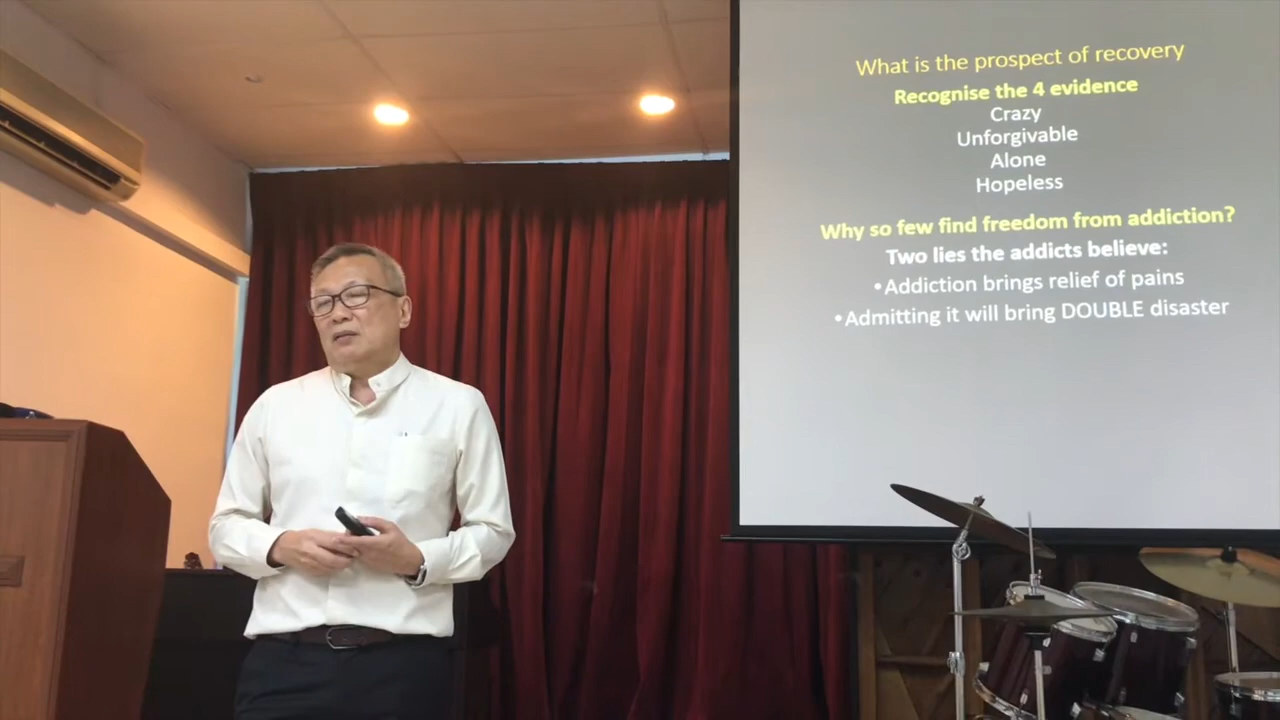 What is the prospect of recovery
Recognise the 4 evidence
Crazy
Unforgivable
Alone
Hopeless
Why so few find freedom from addiction?
Two lies the addicts believe:
•Addiction brings relief of pains
•Admitting it will bring DOUBLE disaster